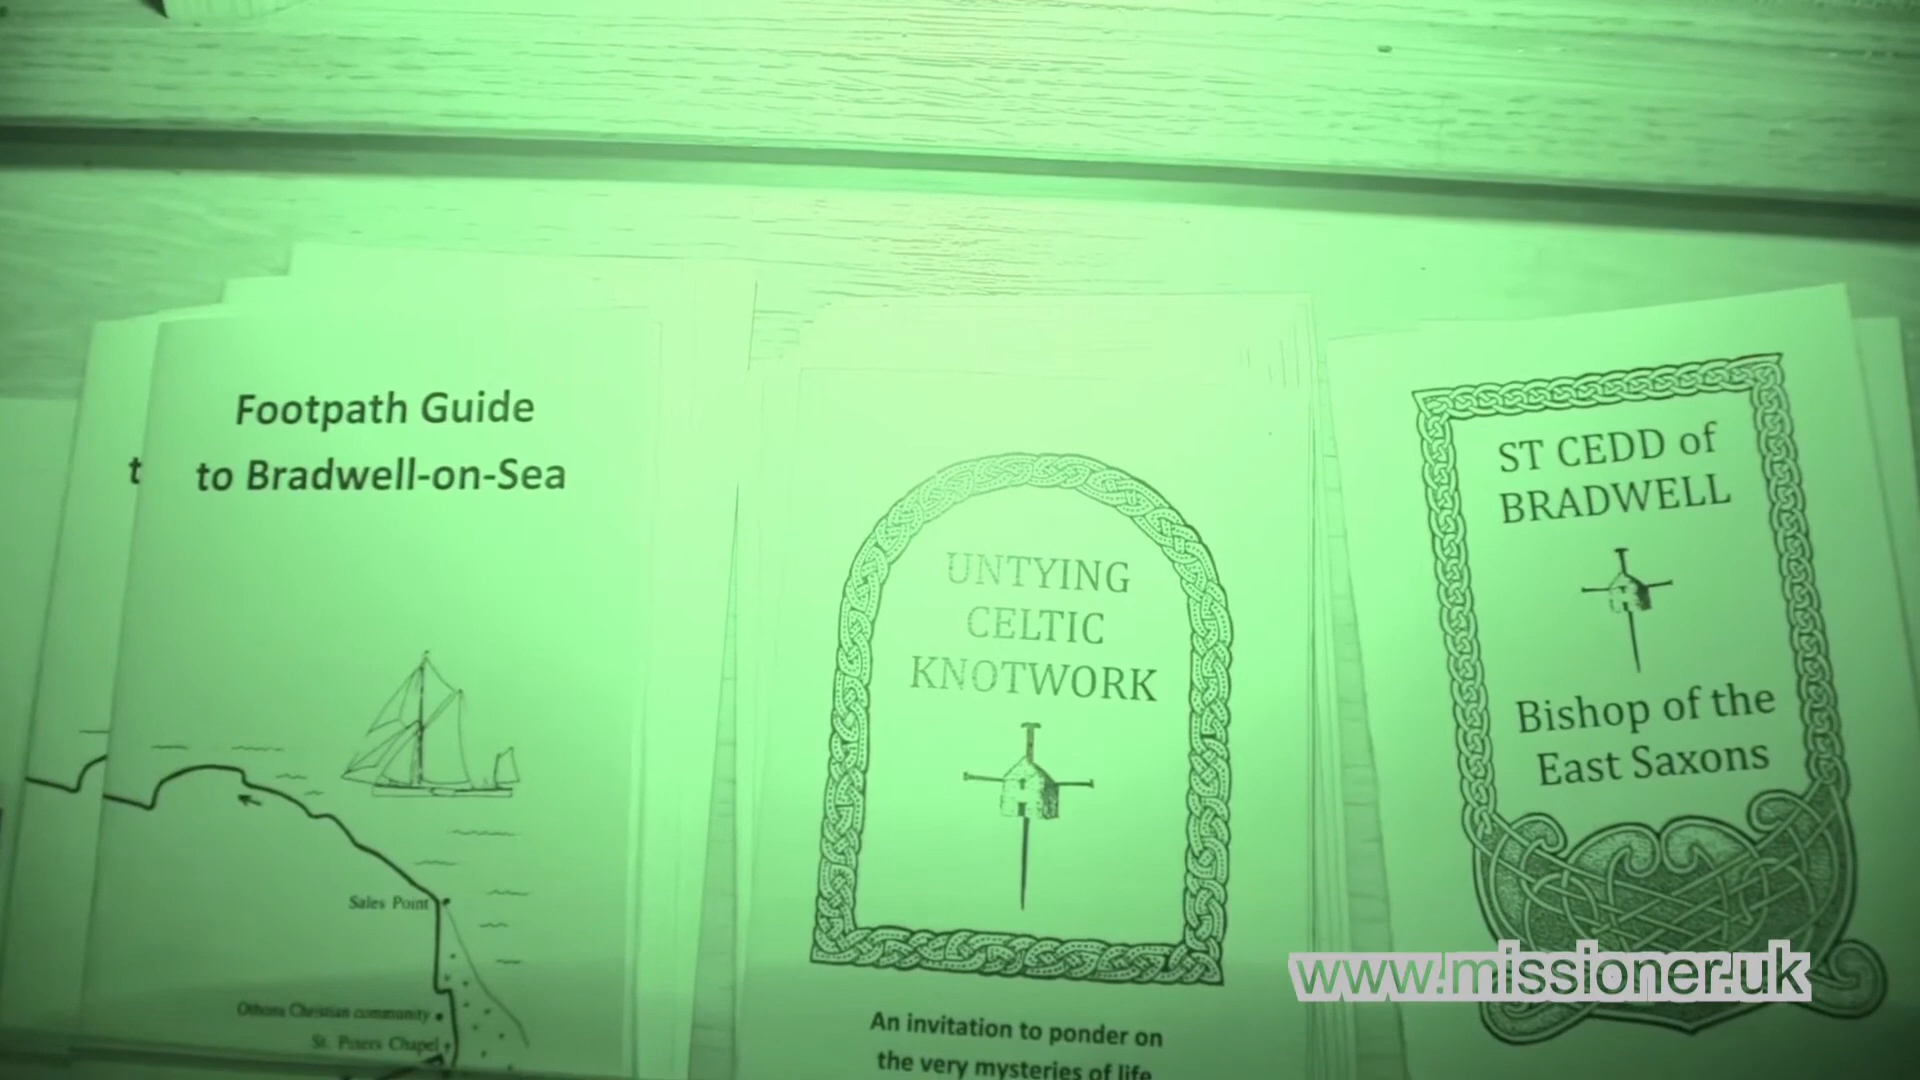 Footpath Guide
to Bradwell-on-Sea
Sales Point
Othona Christian community
St. Peters Chapel
t
UNTYING
CELTIC
KNOTWORK
An invitation to ponder on
the very mysteries of life
ST CEDD of
BRADWELL
Bishop of the
East Saxons
www.missioner.uk